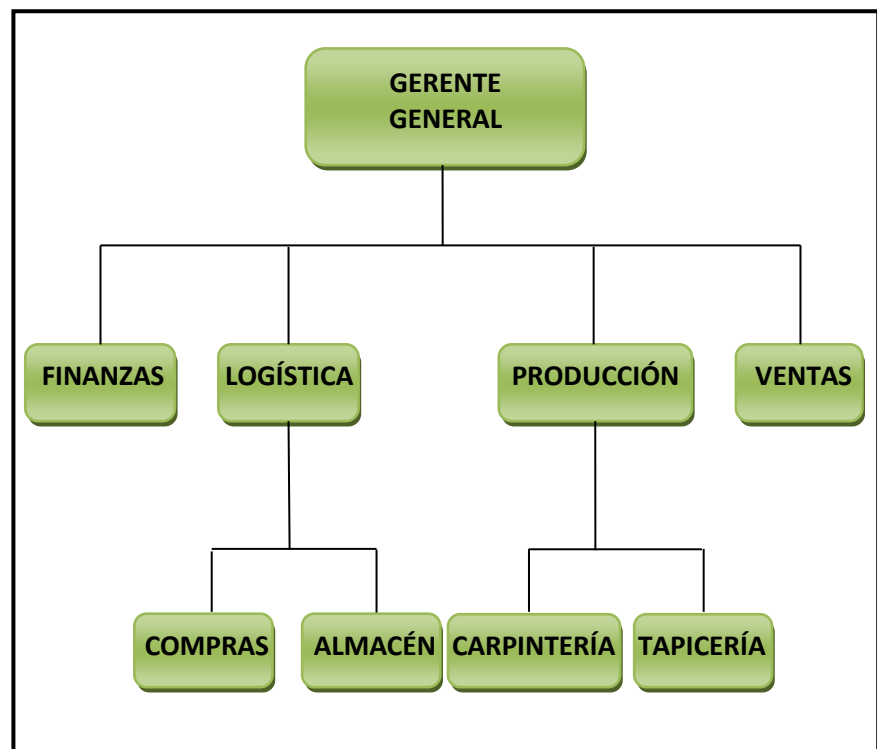 GERENTE
GENERAL
FINANZAS
LOGÍSTICA
PRODUCCIÓN
VENTAS
COMPRAS
ALMACÉN
CARPINTERÍA
TAPICERÍA